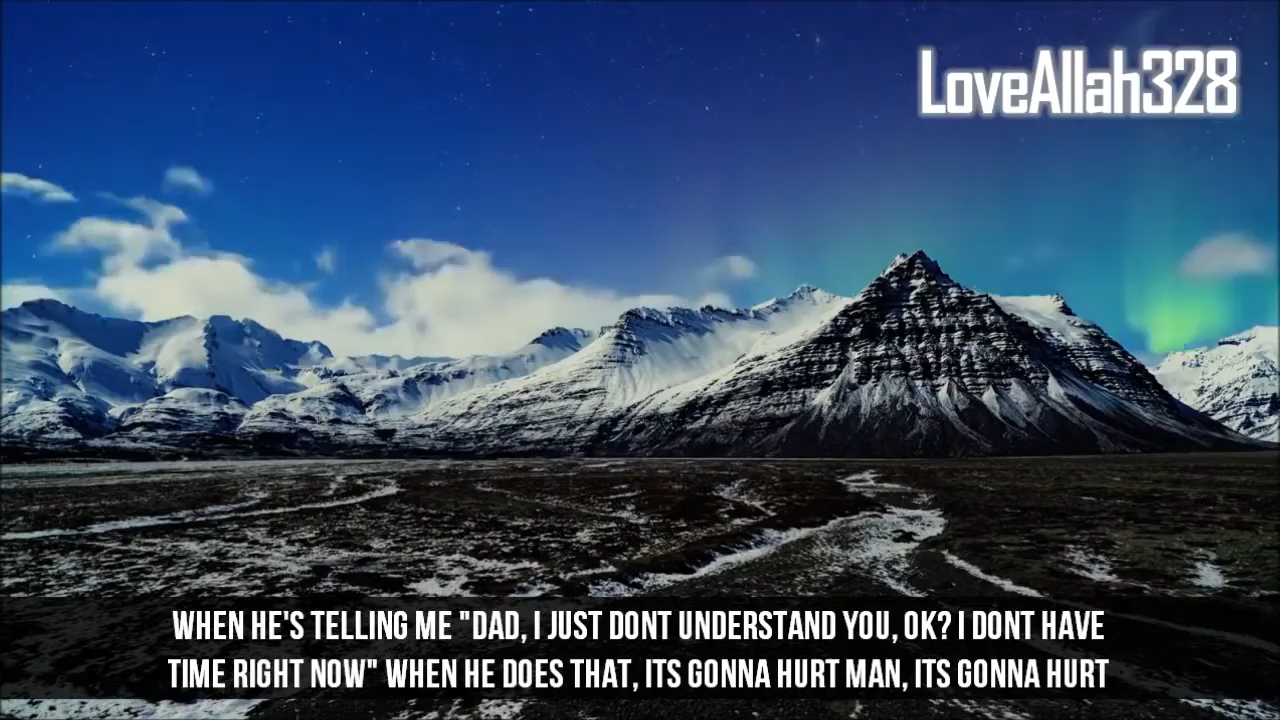 LoveAllah328
WHEN HE'S TELLING ME "DAD, I JUST DONT UNDERSTAND YOU, OK? I DONT HAVE
TIME RIGHT NOW" WHEN HE DOES THAT, ITS GONNA HURT MAN, ITS GONNA HURT